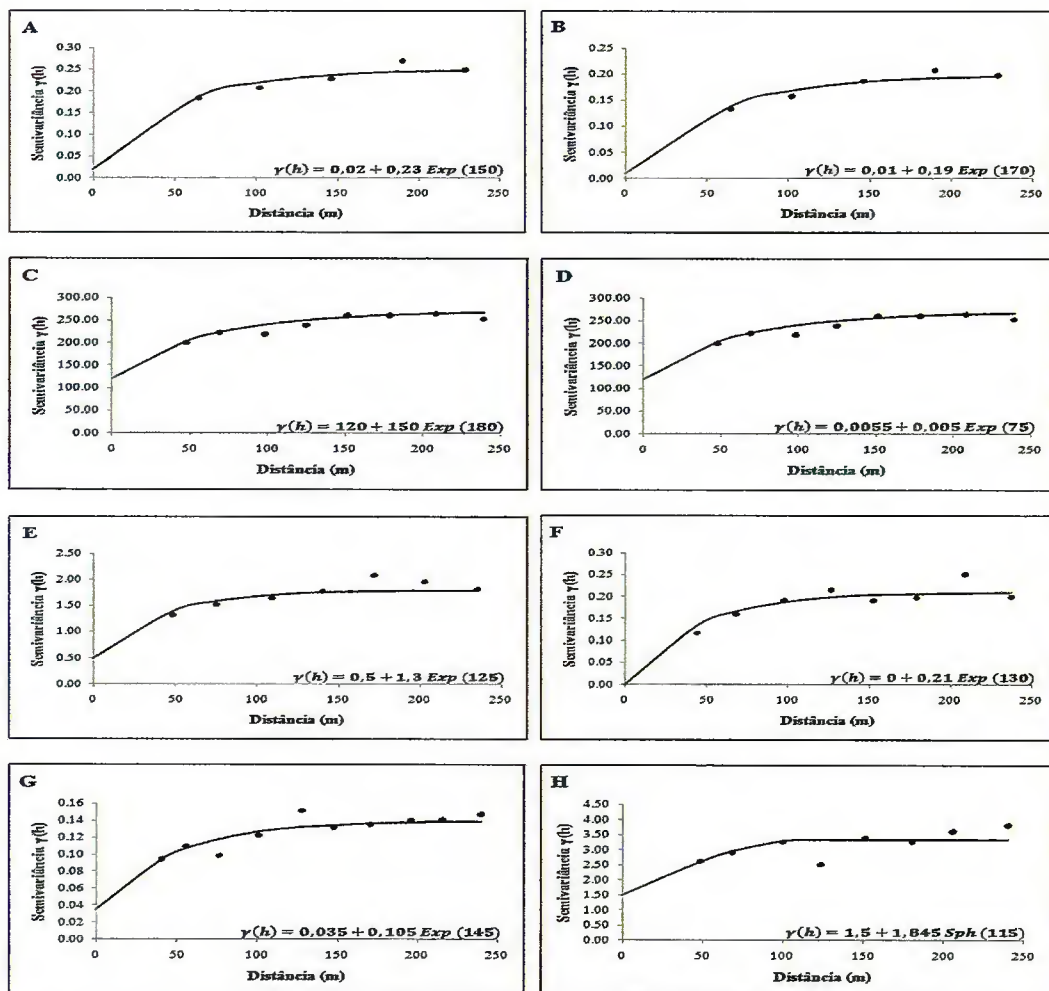 A
Semivariância γ(h)
0.30
0.25
0.20
0.15
0.10
0.05
0.00
γ(h) = 0,02 + 0,23 Exp (150)
0 50 100 150 200 250
Distância (m)
B
Semivariância γ(h)
0.25
0.20
0.15
0.10
0.05
0.00
γ(h) = 0,01 + 0,19 Exp (170)
0 50 100 150 200 250
Distância (m)
C
Semivariância γ(h)
300.00
250.00
200.00
150.00
100.00
50.00
0.00
γ(h) = 120 + 150 Exp (180)
0 50 100 150 200 250
Distância (m)
D
Semivariância γ(h)
300.00
250.00
200.00
150.00
100.00
50.00
0.00
γ(h) = 0,0055 + 0,005 Exp (75)
0 50 100 150 200 250
Distância (m)
E
Semivariância γ(h)
2.50
2.00
1.50
1.00
0.50
0.00
γ(h) = 0,5 + 1,3 Exp (125)
0 50 100 150 200 250
Distância (m)
F
Semivariância γ(h)
0.30
0.25
0.20
0.15
0.10
0.05
0.00
γ(h) = 0 + 0,21 Exp (130)
0 50 100 150 200 250
Distância (m)
G
Semivariância γ(h)
0.16
0.14
0.12
0.10
0.08
0.06
0.04
0.02
0.00
γ(h) = 0,035 + 0,105 Exp (145)
0 50 100 150 200 250
Distância (m)
H
Semivariância γ(h)
4.50
4.00
3.50
3.00
2.50
2.00
1.50
1.00
0.50
0.00
γ(h) = 1,5 + 1,845 Sph (115)
0 50 100 150 200 250
Distância (m)